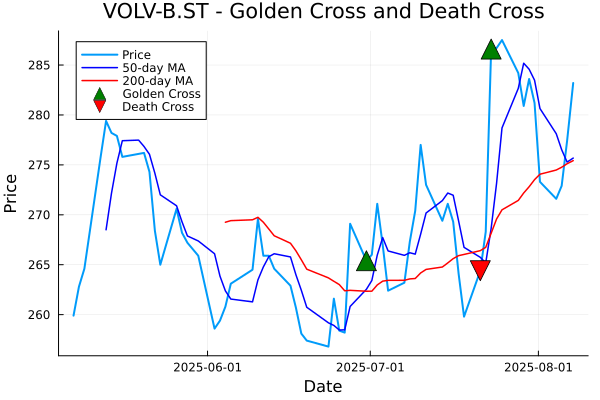 VOLV-B.ST - Golden Cross and Death Cross
Price
50-day MA
200-day MA
Golden Cross
Death Cross
285
280
275
270
265
260
Price
2025-06-01
2025-07-01
2025-08-01
Date